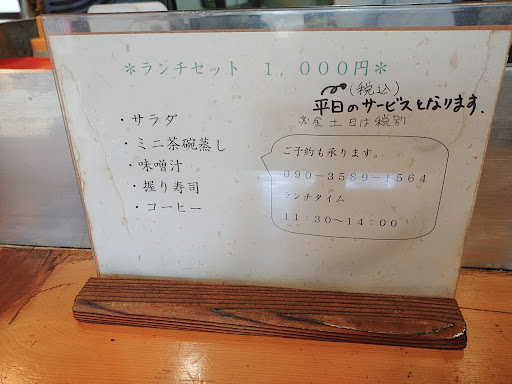 ＊ランチセット　１，０００円＊
(税込)
平日のサービスとなります.
※金土日は税別
・サラダ
・ミニ茶碗蒸し
・味噌汁
・握り寿司
・コーヒー
ご予約も承ります。
０９０－３５８９－１５６４
ランチタイム
１１：３０～１４：００